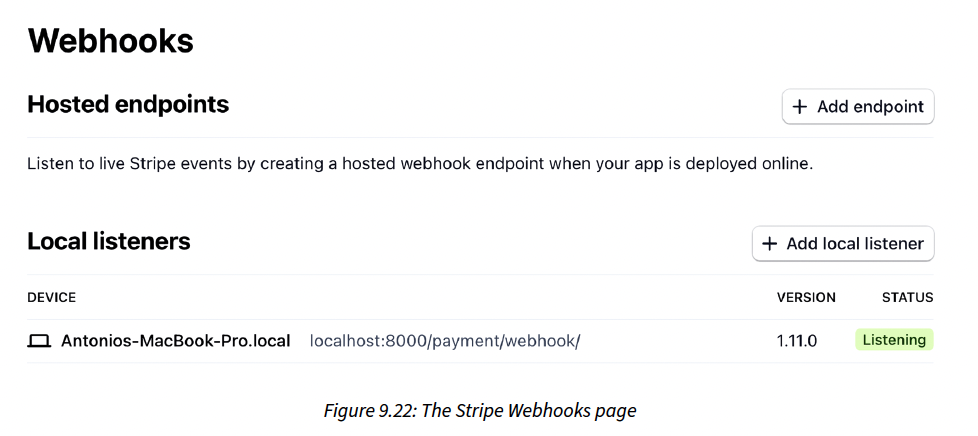 Webhooks
Hosted endpoints
+ Add endpoint
Listen to live Stripe events by creating a hosted webhook endpoint when your app is deployed online.
Local listeners
+ Add local listener
DEVICE VERSION STATUS
Antonios-MacBook-Pro.local localhost:8000/payment/webhook/ 1.11.0 Listening
Figure 9.22: The Stripe Webhooks page